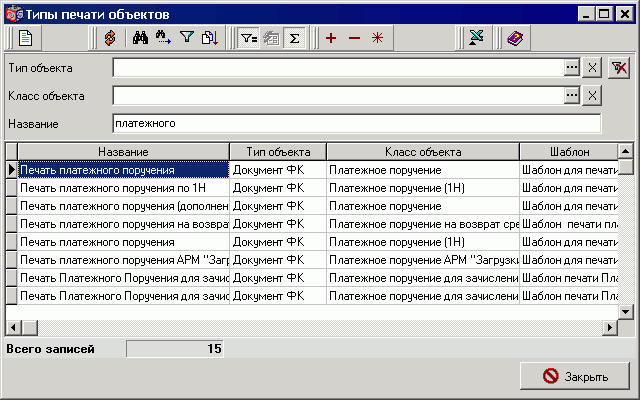 Типы печати объектов
Тип объекта
Класс объекта
Название платежного
Название Тип объекта Класс объекта Шаблон
Печать платежного поручения Документ ФК Платежное поручение Шаблон для печати
Печать платежного поручения по 1Н Документ ФК Платежное поручение (1Н) Шаблон для печати
Печать платежного поручения (дополнен Документ ФК Платежное поручение Шаблон для печати
Печать платежного поручения на возврат Документ ФК Платежное поручение на возврат сре Шаблон печати пла
Печать платежного поручения Документ ФК Платежное поручение (1Н) Шаблон для печати
Печать платежного поручения АРМ "Загр Документ ФК Платежное поручение АРМ "Загрузки Шаблон для печати
Печать Платежного Поручения для зачис Документ ФК Платежное поручение для зачислени Шаблон печати Пла
Печать Платежного Поручения для зачис Документ ФК Платежное поручение для зачислени Шаблон печати Пла
Всего записей 15
Закрыть